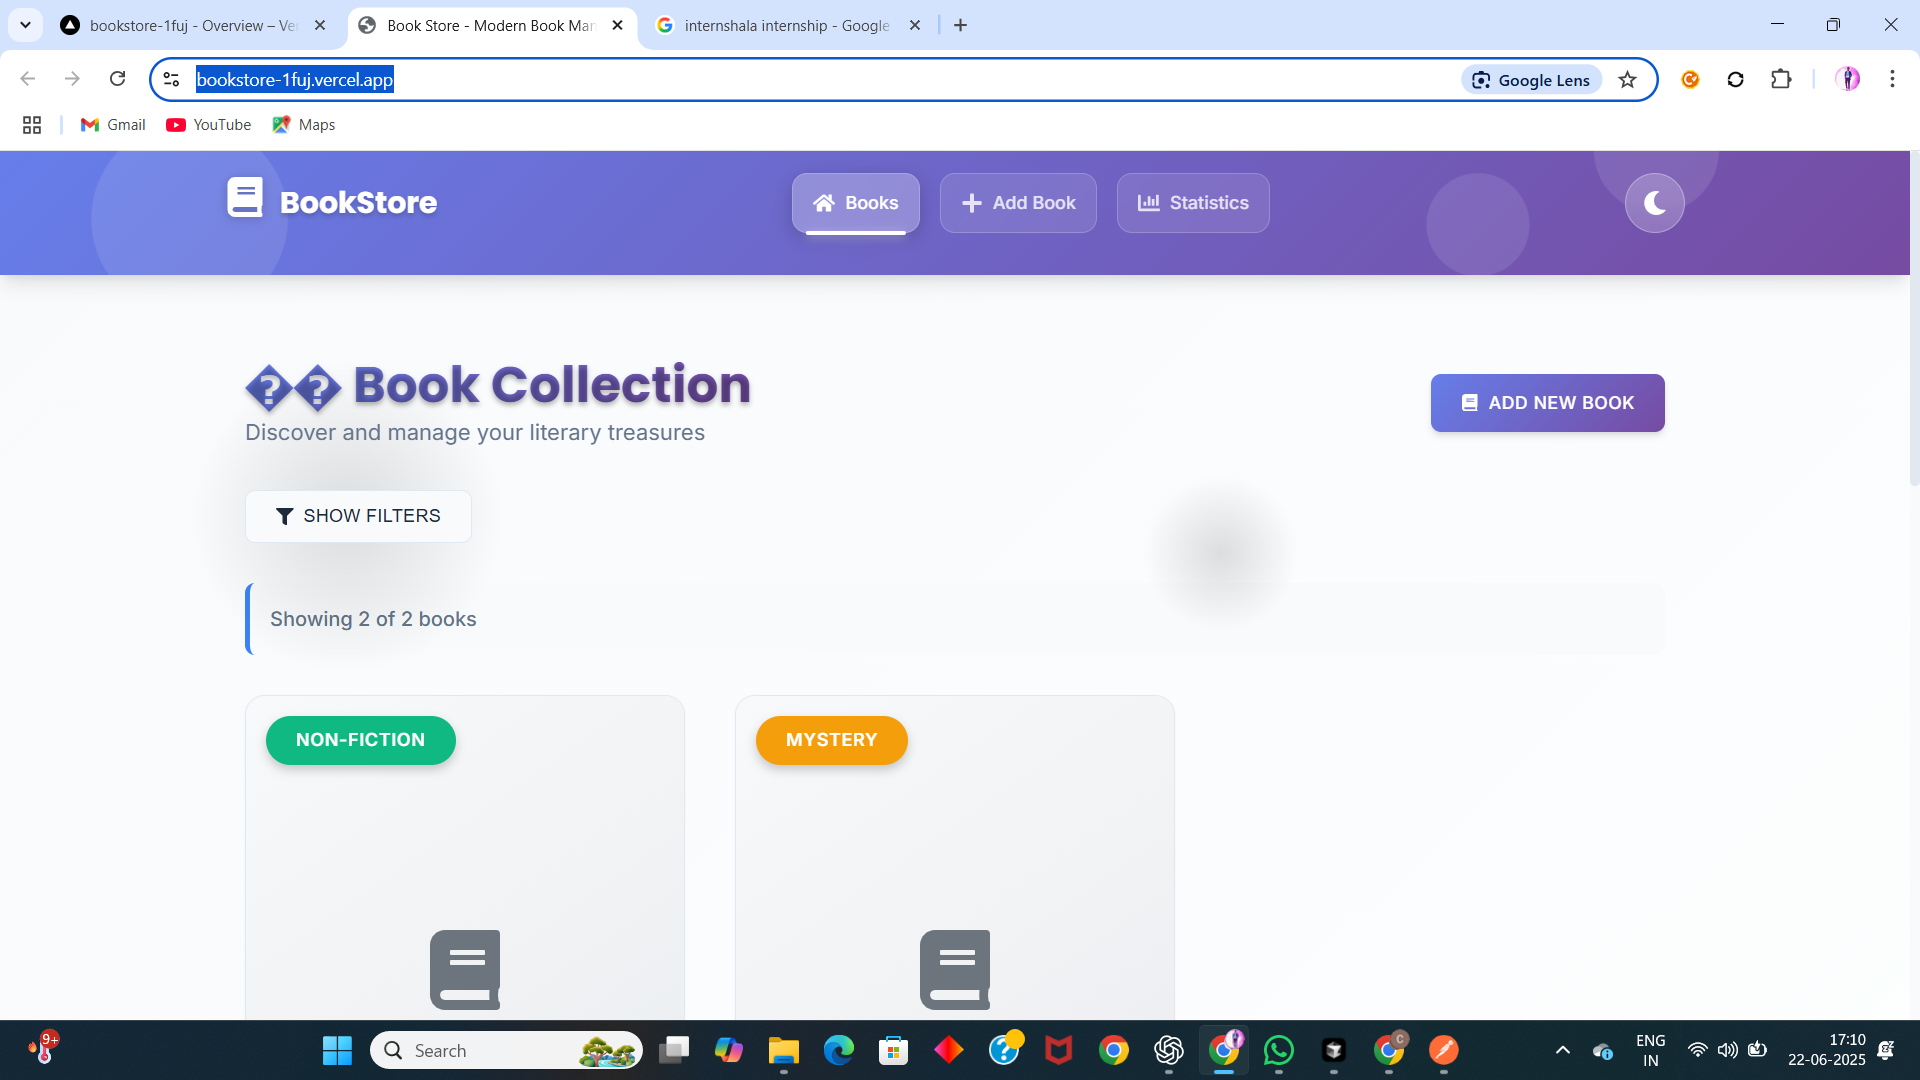 bookstore-1fuj - Overview – Ver
Book Store - Modern Book Man
internshala internship - Google
bookstore-1fuj.vercel.app
Google Lens
Gmail
YouTube
Maps
BookStore
Books
Add Book
Statistics
�� Book Collection
Discover and manage your literary treasures
ADD NEW BOOK
SHOW FILTERS
Showing 2 of 2 books
NON-FICTION
MYSTERY
9+
Search
C
ENG
IN
17:10
22-06-2025